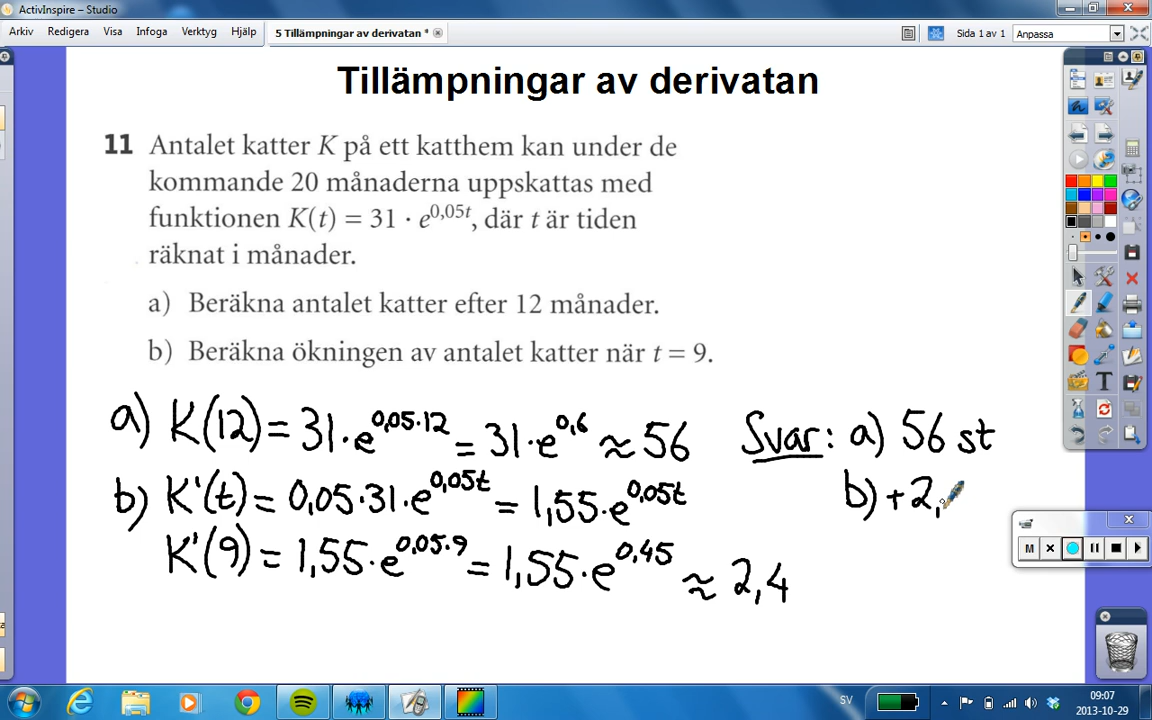 ActivInspire – Studio
Arkiv Redigera Visa Infoga Verktyg Hjälp 5 Tillämpningar av derivatan * Sida 1 av 1 Anpassa
Tillämpningar av derivatan
11 Antalet katter K på ett katthem kan under de
kommande 20 månaderna uppskattas med
funktionen K(t) = 31 · e^{0,05t}, där t är tiden
räknat i månader.
a) Beräkna antalet katter efter 12 månader.
b) Beräkna ökningen av antalet katter när t = 9.
a) K(12) = 31·e^{0,05·12} = 31·e^{0,6} ≈ 56
b) K'(t) = 0,05·31·e^{0,05t} = 1,55·e^{0,05t}
K'(9) = 1,55·e^{0,05·9} = 1,55·e^{0,45} ≈ 2,4
Svar: a) 56 st
b) +2,
M
T
SV
09:07
2013-10-29